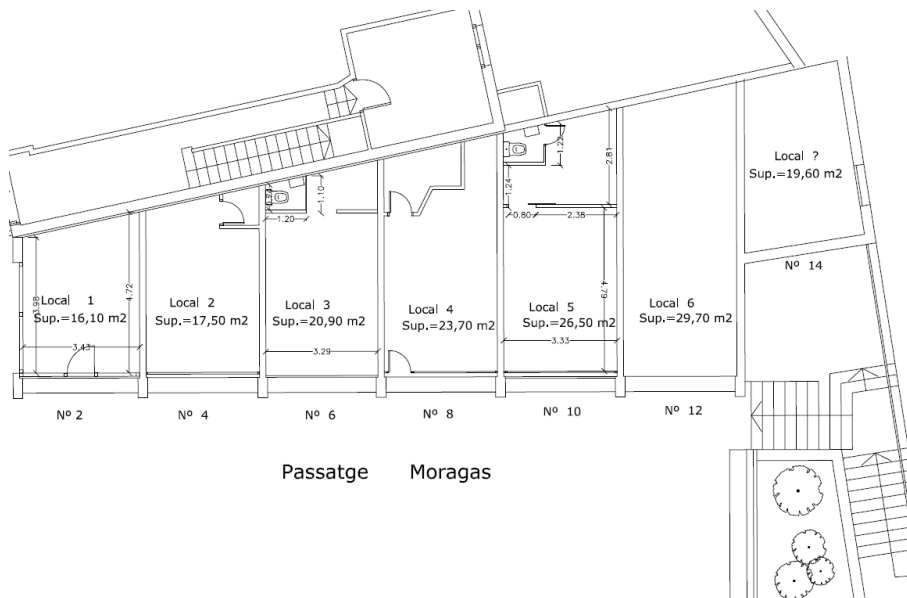 Local ?
Sup.=19,60 m2
Nº 14
1.22
2.81
1.24
1.10
1.20
0.80
2.38
3.98
4.72
4.79
Local 1
Sup.=16,10 m2
Local 2
Sup.=17,50 m2
Local 3
Sup.=20,90 m2
Local 4
Sup.=23,70 m2
Local 5
Sup.=26,50 m2
Local 6
Sup.=29,70 m2
3.43
3.29
3.33
Nº 2
Nº 4
Nº 6
Nº 8
Nº 10
Nº 12
Passatge Moragas